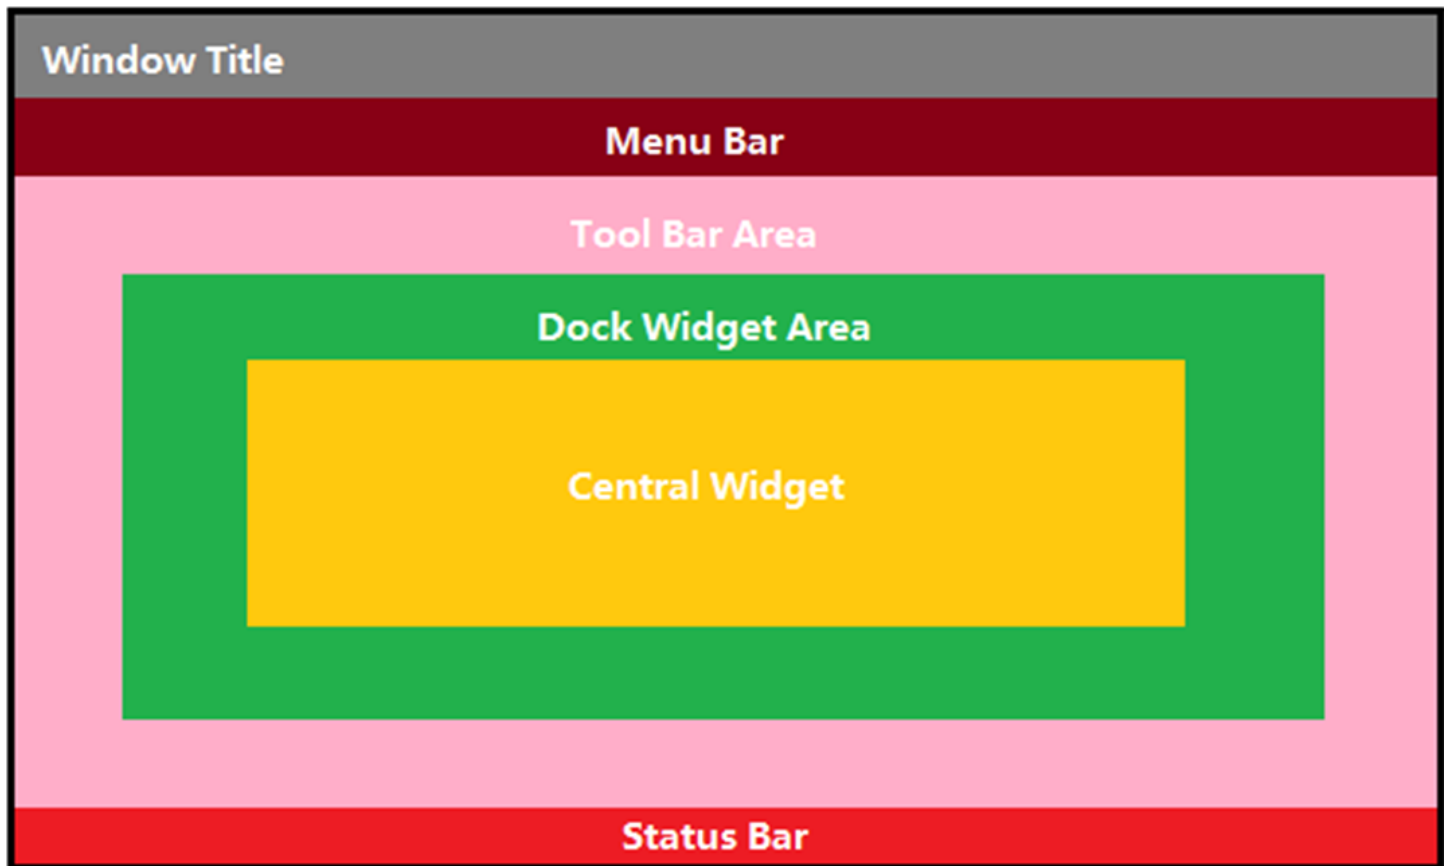 Window Title
Menu Bar
Tool Bar Area
Dock Widget Area
Central Widget
Status Bar